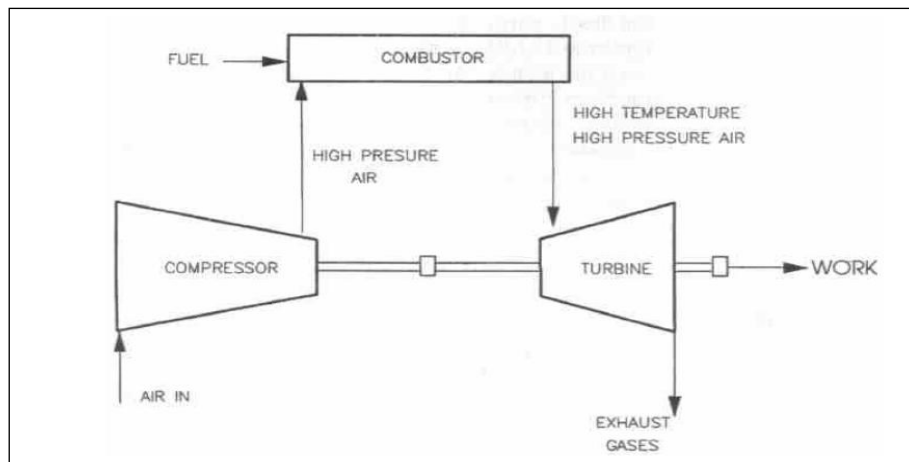 FUEL
COMBUSTOR
HIGH TEMPERATURE
HIGH PRESSURE AIR
HIGH PRESURE
AIR
COMPRESSOR
TURBINE
WORK
AIR IN
EXHAUST
GASES